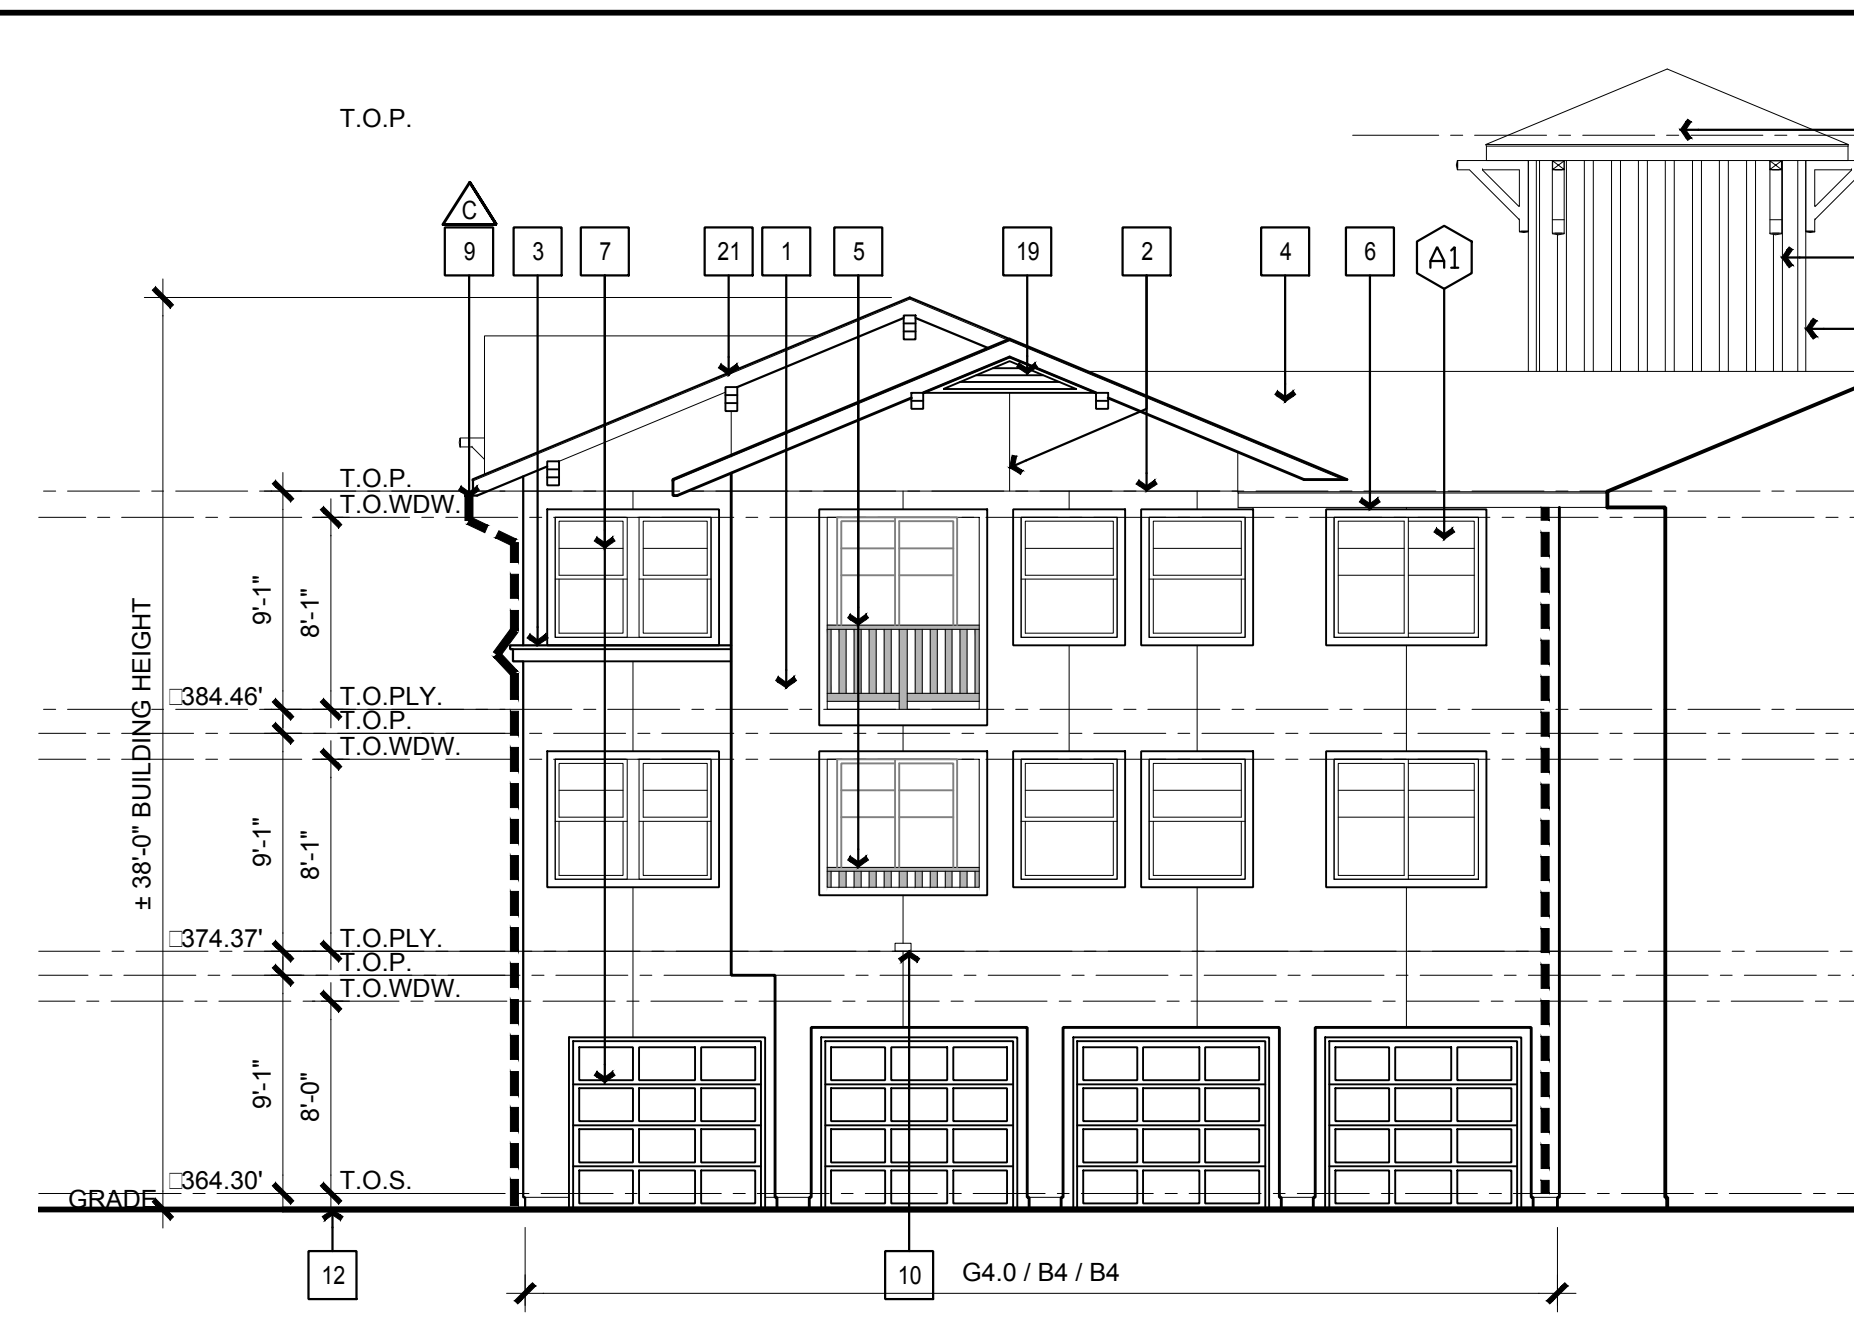 T.O.P.
C
9
3
7
21
1
5
19
2
4
6
A1
T.O.P.
T.O.WDW.
9'-1"
8'-1"
± 38'-0" BUILDING HEIGHT
□384.46'
T.O.PLY.
T.O.P.
T.O.WDW.
9'-1"
8'-1"
□374.37'
T.O.PLY.
T.O.P.
T.O.WDW.
9'-1"
8'-0"
□364.30'
T.O.S.
GRADE
12
10
G4.0 / B4 / B4